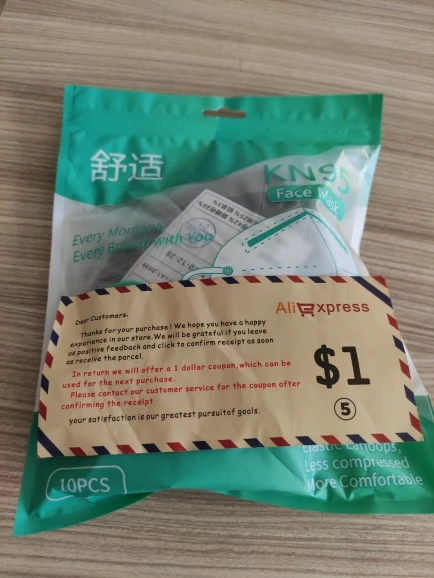 舒适
KN95
Face Mask
Every Moment
Every Breath with You
Dear Customers.
AliExpress
Thanks for your purchase! We hope you have a happy
experience in our store.We will be grateful if you leave
us positive feedback and click to confirm receipt as soon
as receive the parcel.
In return we will offer a 1 dollar coupon,which can be
used for the next purchase.
Please contact our customer service for the coupon after
confirming the receipt
your satisfaction is our greatest pursuitof goals.
$1
5
Elastic Earloops,
Less compressed
More Comfortable
10PCS